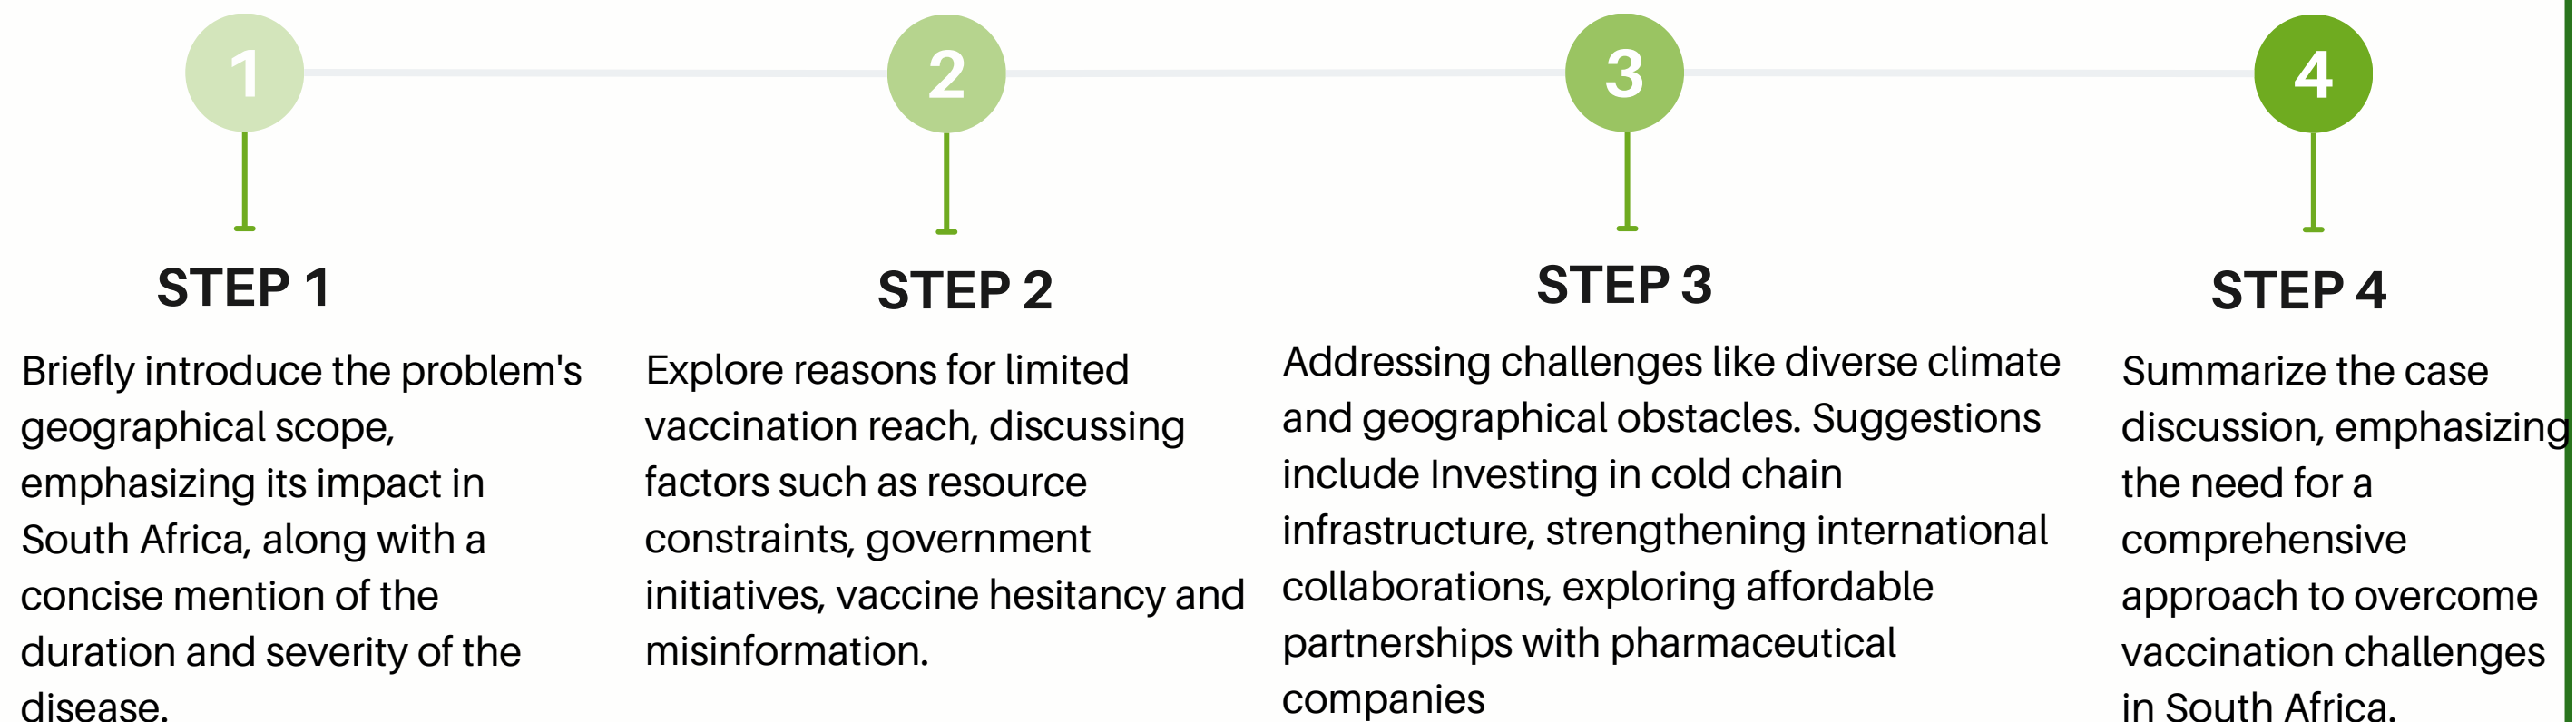 1
2
3
4
STEP 1
Briefly introduce the problem's
geographical scope,
emphasizing its impact in
South Africa, along with a
concise mention of the
duration and severity of the
disease.
STEP 2
Explore reasons for limited
vaccination reach, discussing
factors such as resource
constraints, government
initiatives, vaccine hesitancy and
misinformation.
STEP 3
Addressing challenges like diverse climate
and geographical obstacles. Suggestions
include Investing in cold chain
infrastructure, strengthening international
collaborations, exploring affordable
partnerships with pharmaceutical
companies
STEP 4
Summarize the case
discussion, emphasizing
the need for a
comprehensive
approach to overcome
vaccination challenges
in South Africa.